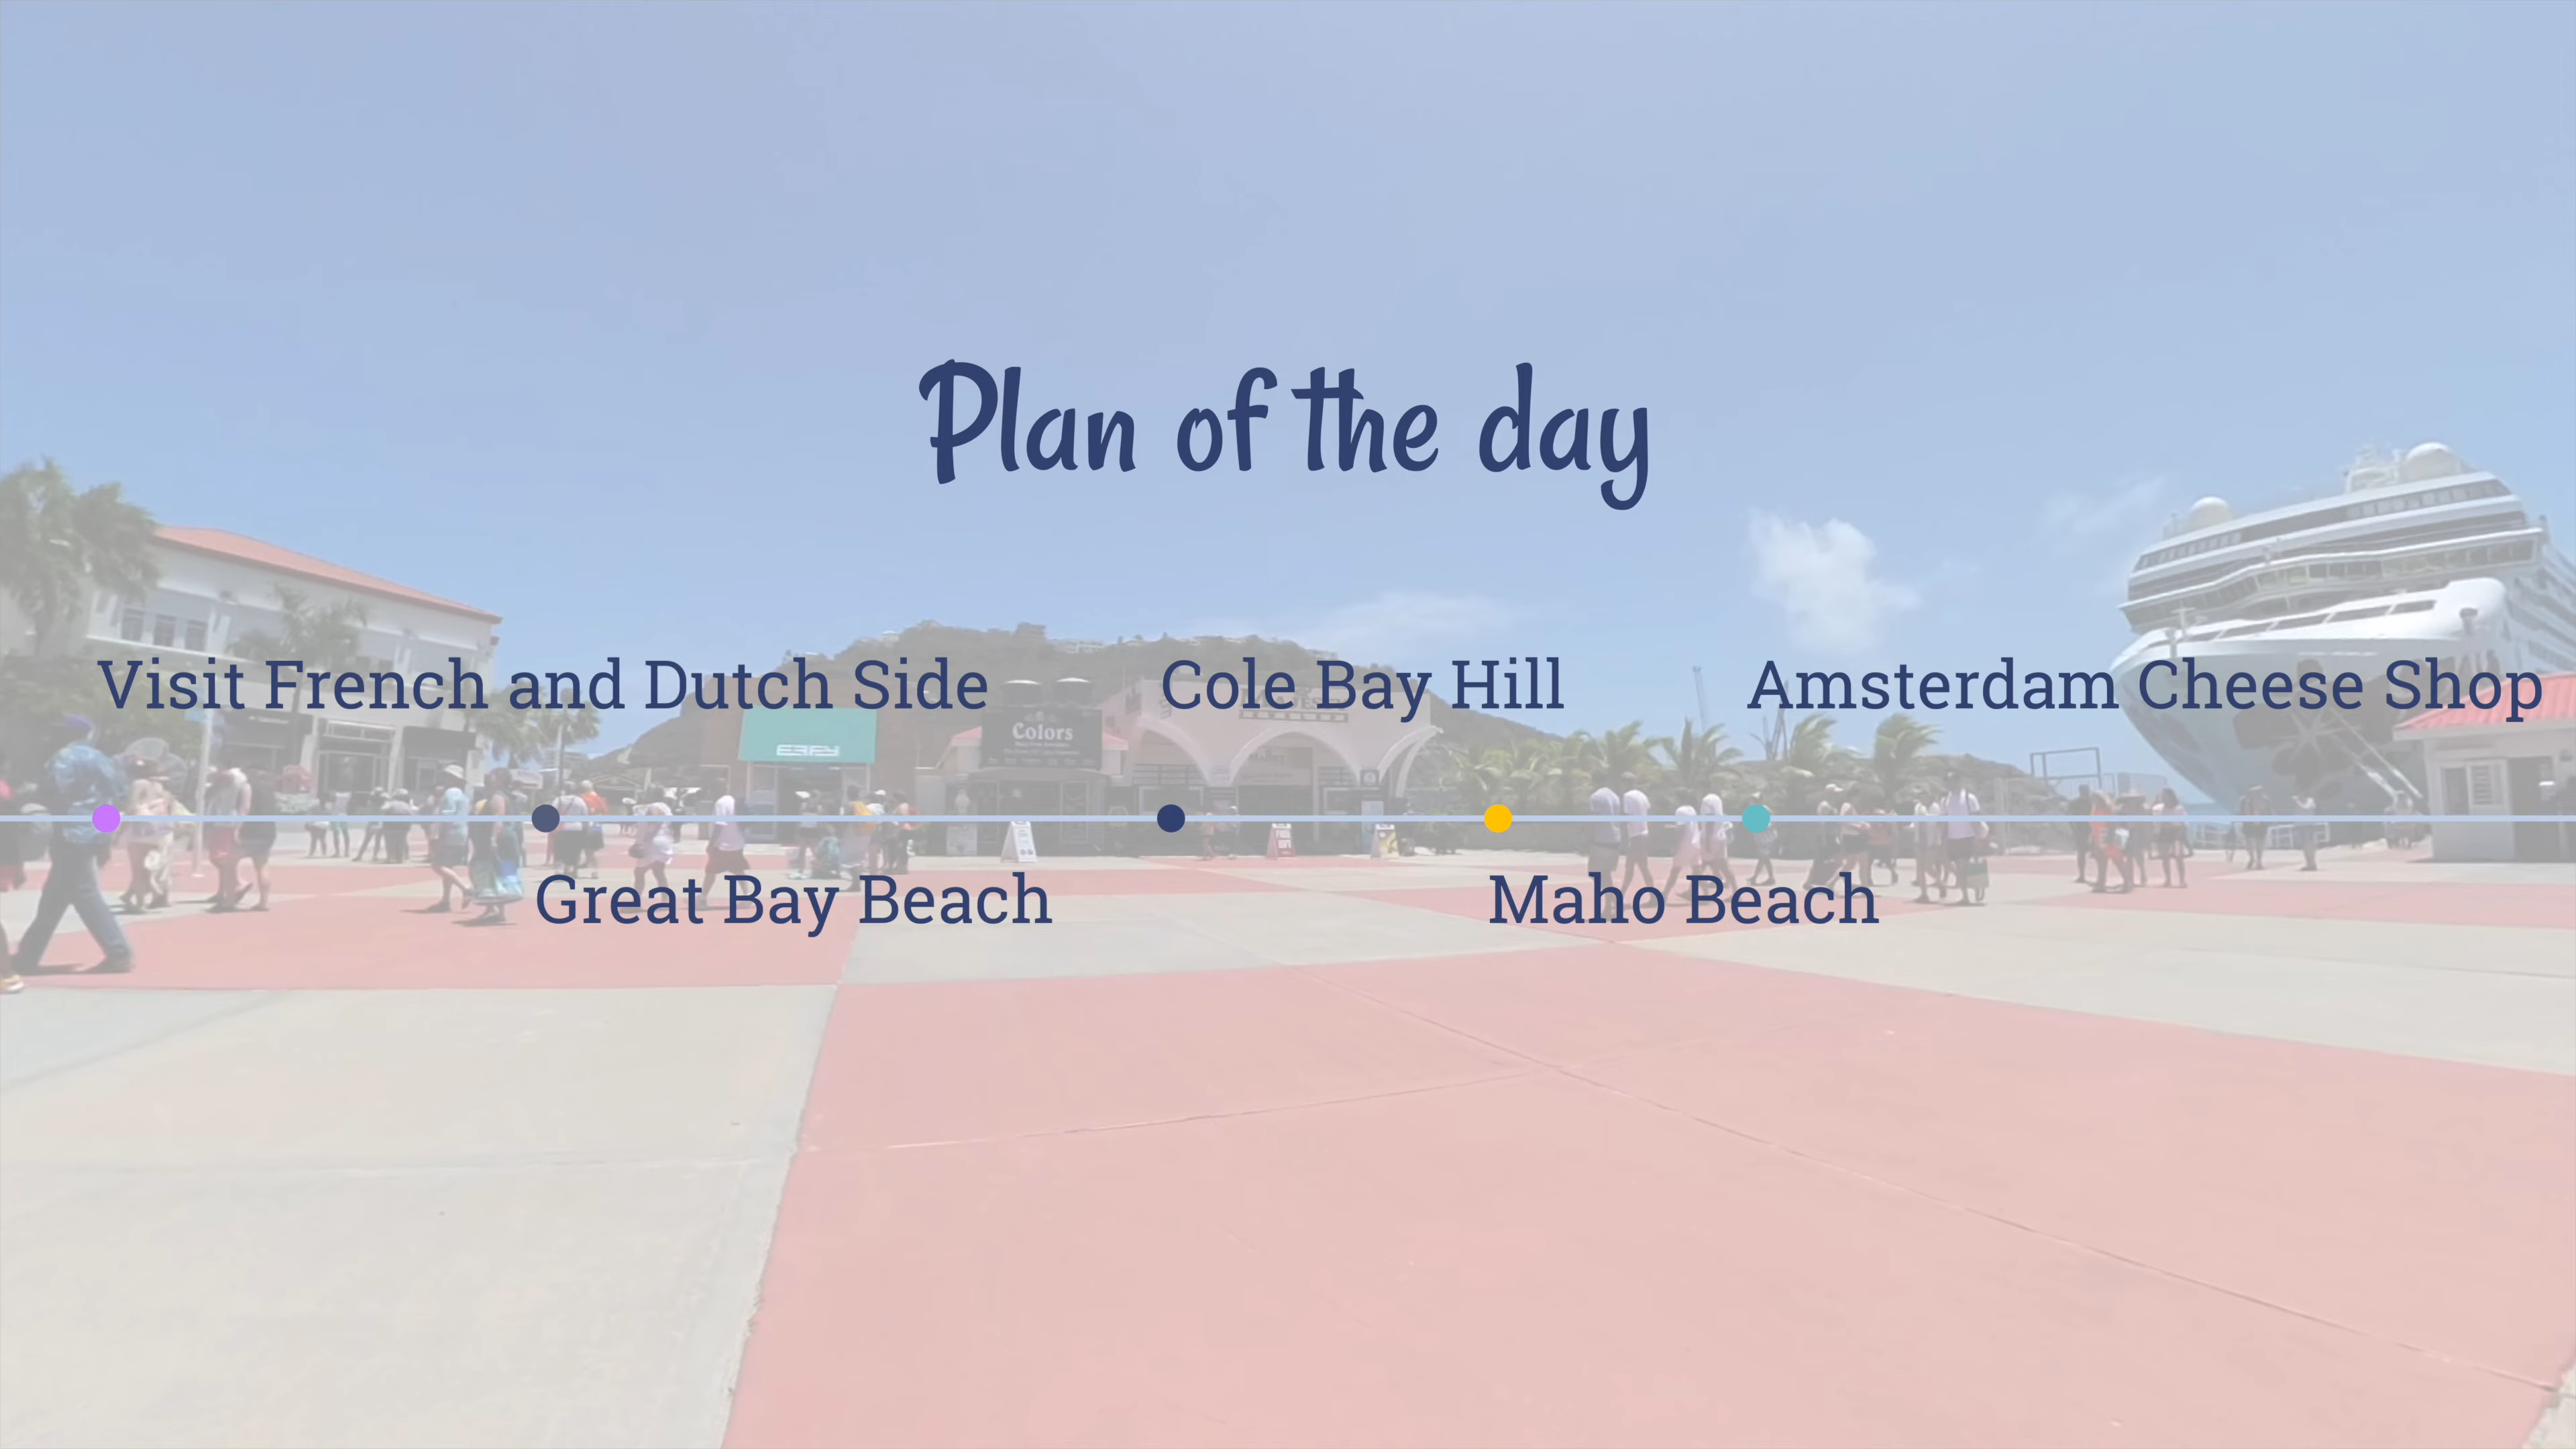 Plan of the day
Visit French and Dutch Side
Great Bay Beach
Cole Bay Hill
Maho Beach
Amsterdam Cheese Shop
Colors